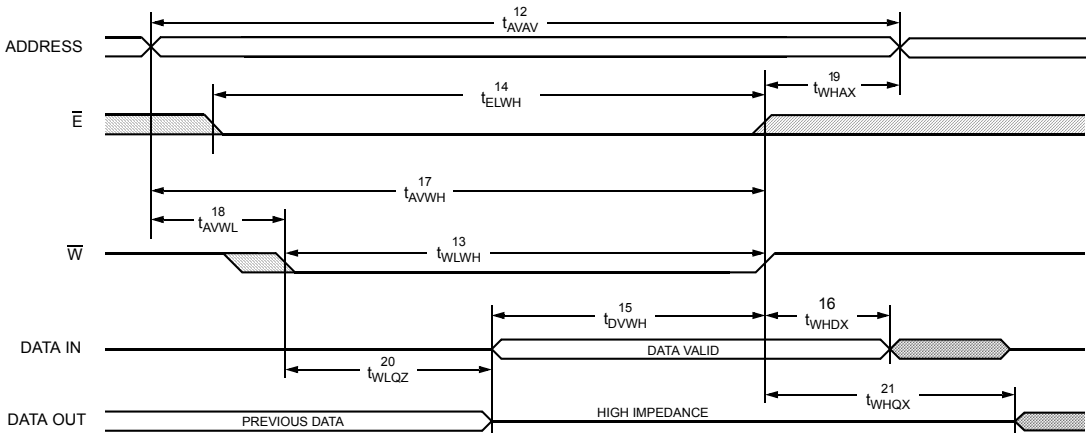 12
tAVAV
ADDRESS
14
tELWH
19
tWHAX
E
17
tAVWH
18
tAVWL
13
tWLWH
W
15
tDVWH
16
tWHDX
DATA IN
DATA VALID
20
tWLQZ
21
tWHQX
DATA OUT
PREVIOUS DATA
HIGH IMPEDANCE